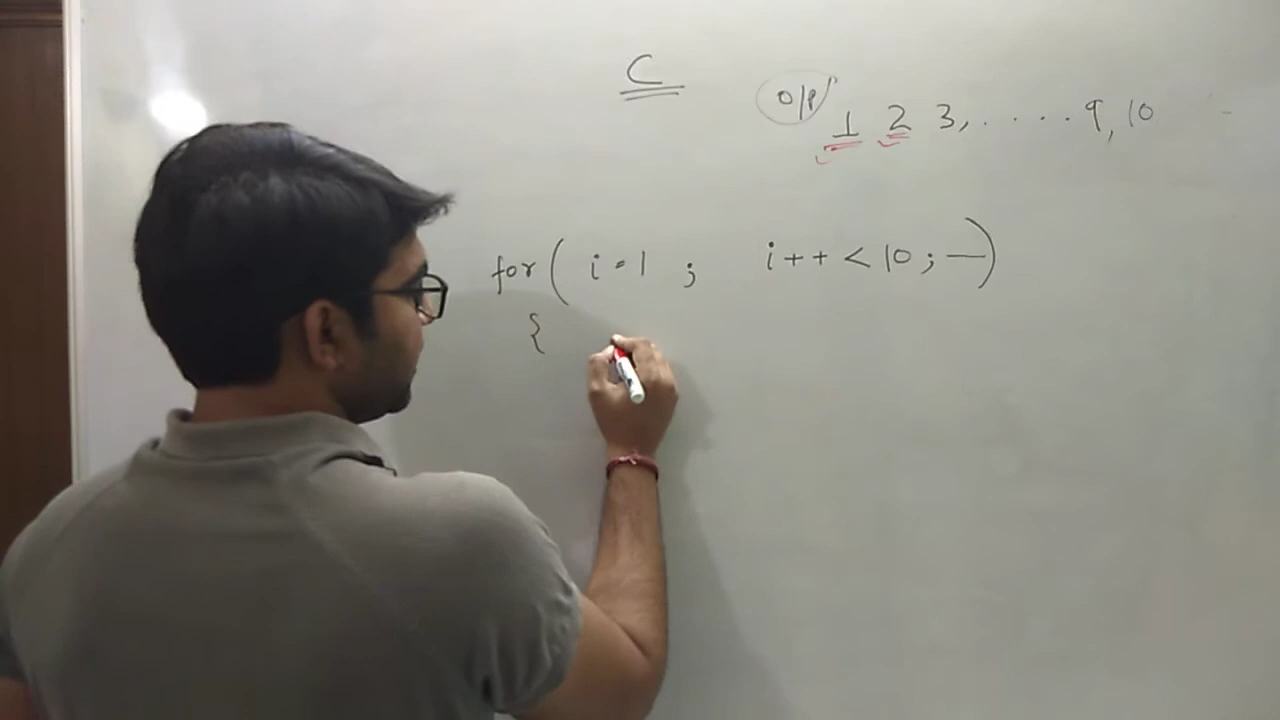 C
o/p 1 2 3, ..... 9, 10
for ( i = 1 ; i++ < 10 ; — )
{